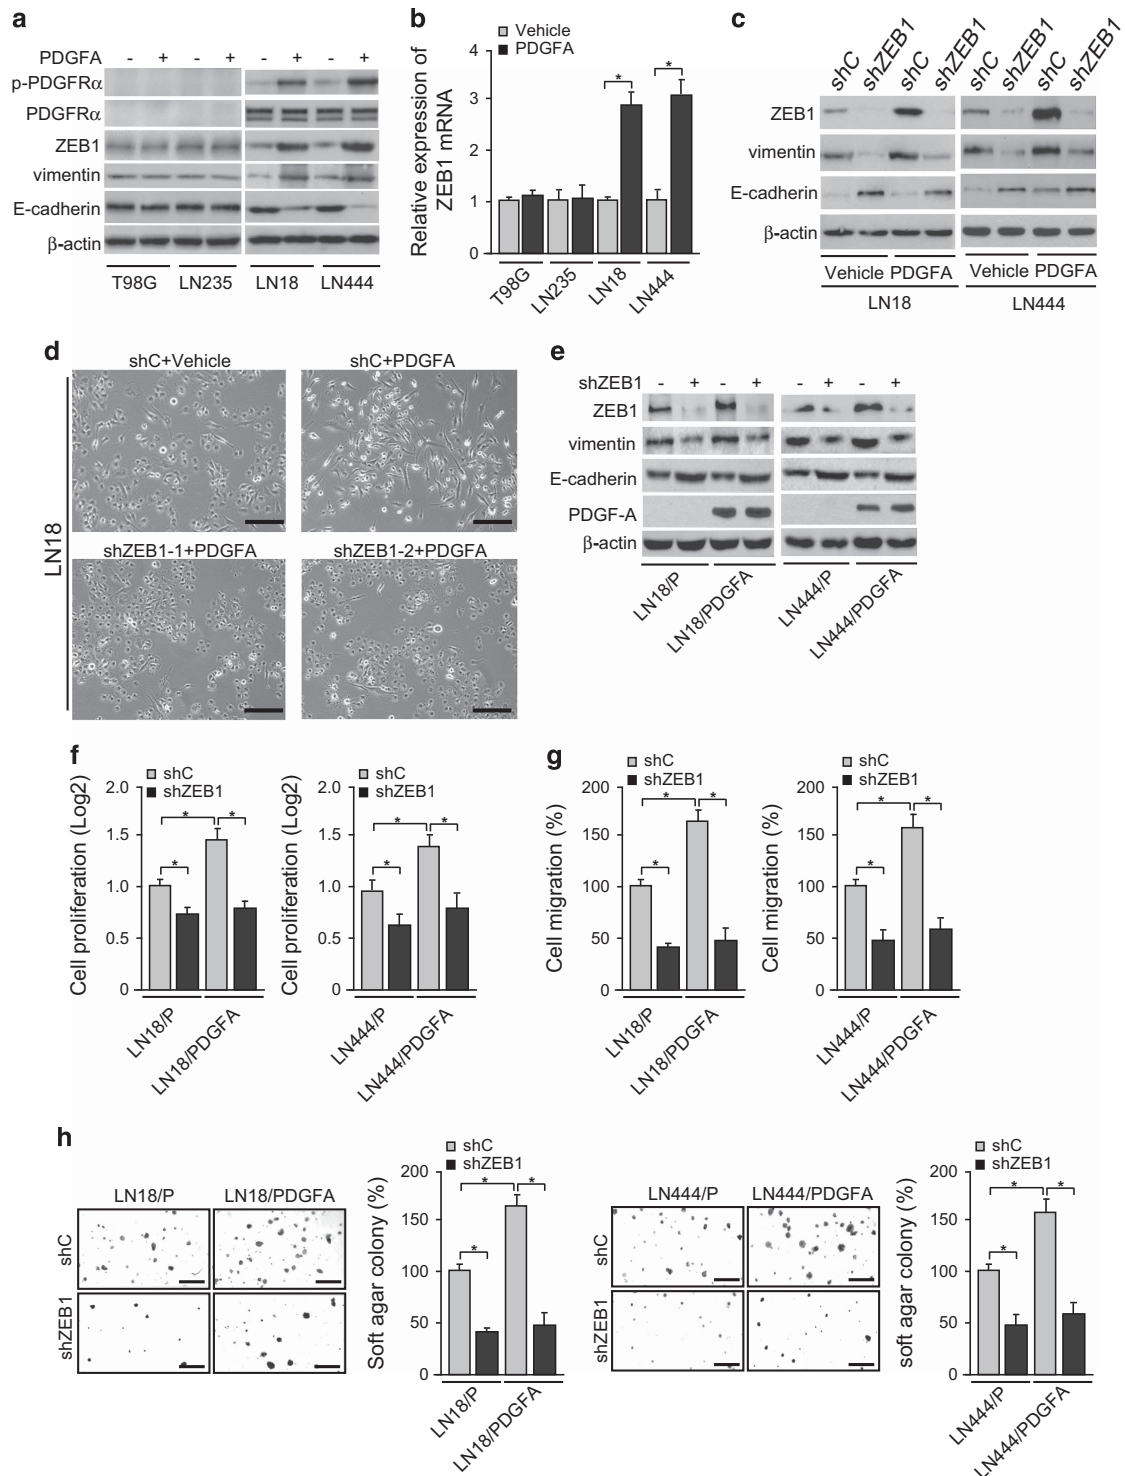 a
PDGFA - + - + - + - +
p-PDGFRα
PDGFRα
ZEB1
vimentin
E-cadherin
β-actin
T98G LN235 LN18 LN444
b
Vehicle
PDGFA
Relative expression of
ZEB1 mRNA
4
3
2
1
0
* *
T98G LN235 LN18 LN444
c
shC shZEB1 shC shZEB1 shC shZEB1 shC shZEB1
ZEB1
vimentin
E-cadherin
β-actin
Vehicle PDGFA Vehicle PDGFA
LN18 LN444
d
shC+Vehicle shC+PDGFA
shZEB1-1+PDGFA shZEB1-2+PDGFA
LN18
e
shZEB1 - + - + - + - +
ZEB1
vimentin
E-cadherin
PDGF-A
β-actin
LN18/P LN18/PDGFA LN444/P LN444/PDGFA
f
shC
shZEB1
Cell proliferation (Log2)
2.0
1.5
1.0
0.5
0
* * *
LN18/P LN18/PDGFA
shC
shZEB1
Cell proliferation (Log2)
2.0
1.5
1.0
0.5
0
* * *
LN444/P LN444/PDGFA
g
shC
shZEB1
Cell migration (%)
200
150
100
50
0
* * *
LN18/P LN18/PDGFA
shC
shZEB1
Cell migration (%)
200
150
100
50
0
* * *
LN444/P LN444/PDGFA
h
LN18/P LN18/PDGFA
shC
shZEB1
shC
shZEB1
Soft agar colony (%)
200
150
100
50
0
* * *
LN18/P LN18/PDGFA
LN444/P LN444/PDGFA
shC
shZEB1
shC
shZEB1
soft agar colony (%)
200
150
100
50
0
* * *
LN444/P LN444/PDGFA